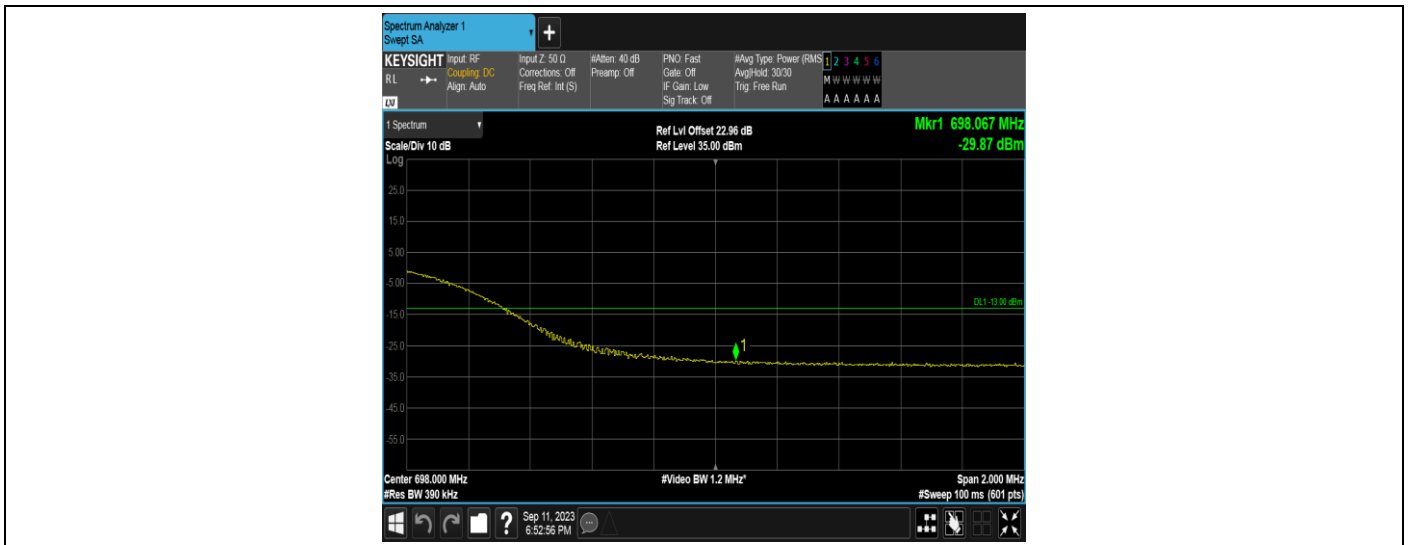 Spectrum Analyzer 1
Swept SA
KEYSIGHT
RL
LXI
Input: RF
Coupling: DC
Align: Auto
Input Z: 50 Ω
Corrections: Off
Freq Ref: Int (S)
#Atten: 40 dB
Preamp: Off
PNO: Fast
Gate: Off
IF Gain: Low
Sig Track: Off
#Avg Type: Power (RMS
Avg|Hold: 30/30
Trig: Free Run
1 2 3 4 5 6
M W W W W W
A A A A A A
1 Spectrum
Scale/Div 10 dB
Log
Ref Lvl Offset 22.96 dB
Ref Level 35.00 dBm
Mkr1 698.067 MHz
-29.87 dBm
25.0
15.0
5.00
-5.00
DL1 -13.00 dBm
-15.0
-25.0
1
-35.0
-45.0
-55.0
Center 698.000 MHz
#Video BW 1.2 MHz*
Span 2.000 MHz
#Res BW 390 kHz
#Sweep 100 ms (601 pts)
?
Sep 11, 2023
6:52:56 PM